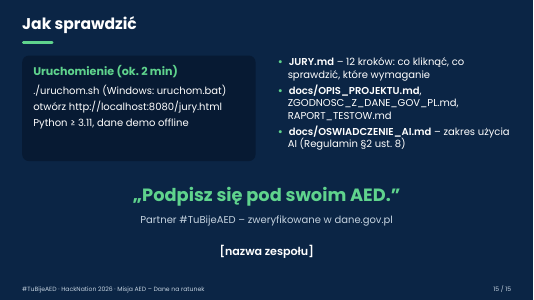 Jak sprawdzić
Uruchomienie (ok. 2 min)
./uruchom.sh (Windows: uruchom.bat)
otwórz http://localhost:8080/jury.html
Python ≥ 3.11, dane demo offline
• JURY.md – 12 kroków: co kliknąć, co
sprawdzić, które wymaganie
• docs/OPIS_PROJEKTU.md,
ZGODNOSC_Z_DANE_GOV_PL.md,
RAPORT_TESTOW.md
• docs/OSWIADCZENIE_AI.md – zakres użycia
AI (Regulamin §2 ust. 8)
„Podpisz się pod swoim AED.”
Partner #TuBijeAED – zweryfikowane w dane.gov.pl
[nazwa zespołu]
#TuBijeAED · HackNation 2026 · Misja AED – Dane na ratunek
15 / 15